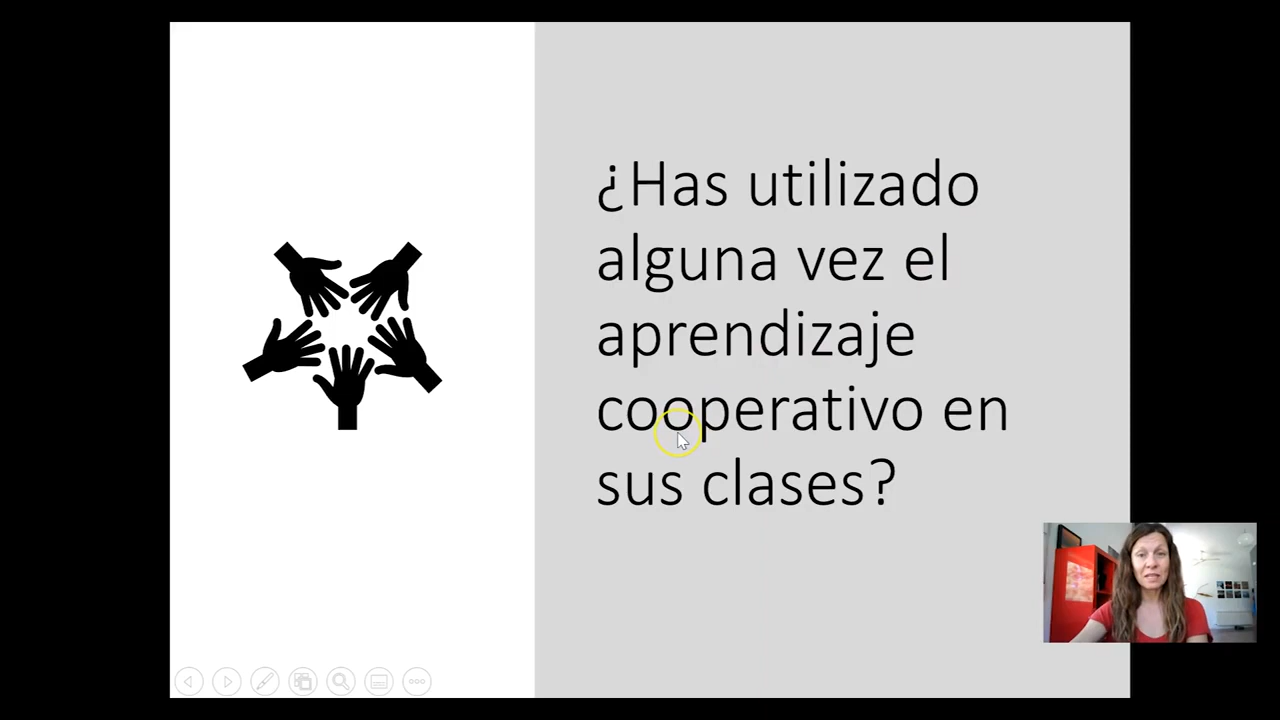 ¿Has utilizado
alguna vez el
aprendizaje
cooperativo en
sus clases?